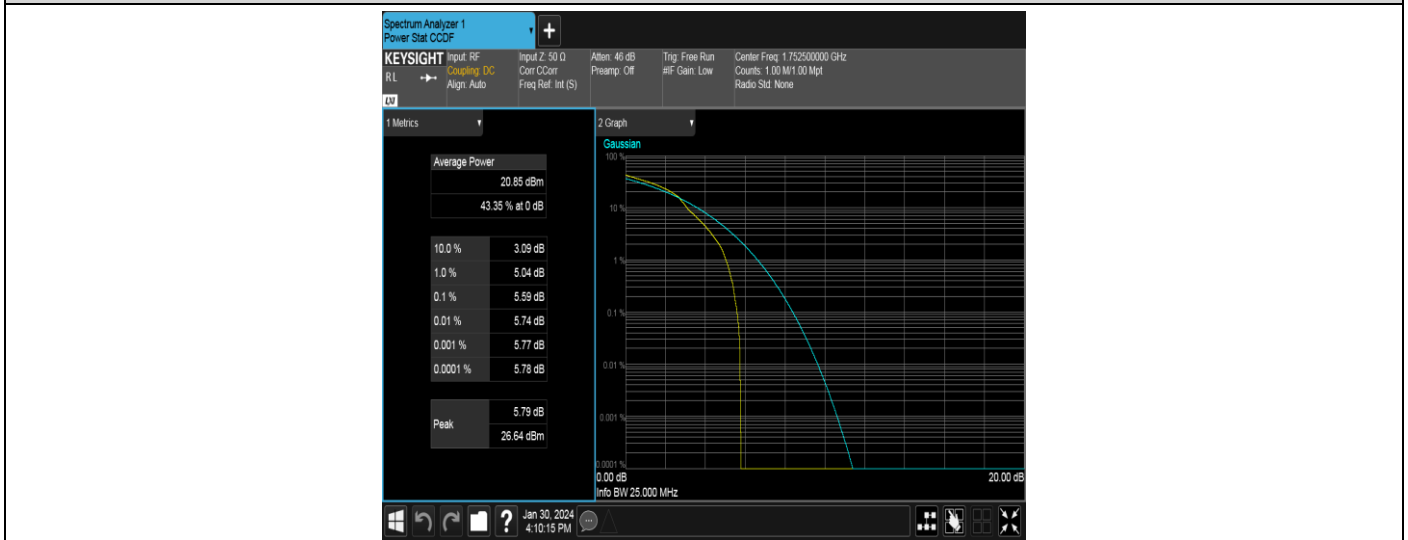 Spectrum Analyzer 1
Power Stat CCDF
+
KEYSIGHT Input: RF Input Z: 50 Ω Atten: 46 dB Trig: Free Run Center Freq: 1.752500000 GHz
RL Coupling: DC Corr CCorr Preamp: Off #IF Gain: Low Counts: 1.00 M/1.00 Mpt
Align: Auto Freq Ref: Int (S) Radio Std: None
LXI
1 Metrics
Average Power
20.85 dBm
43.35 % at 0 dB
10.0 % 3.09 dB
1.0 % 5.04 dB
0.1 % 5.59 dB
0.01 % 5.74 dB
0.001 % 5.77 dB
0.0001 % 5.78 dB
Peak 5.79 dB
26.64 dBm
2 Graph
Gaussian
100 %
10 %
1 %
0.1 %
0.01 %
0.001 %
0.0001 %
0.00 dB 20.00 dB
Info BW 25.000 MHz
? Jan 30, 2024
4:10:15 PM